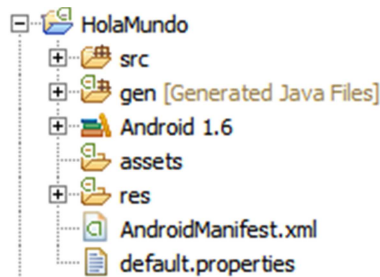 HolaMundo
src
gen [Generated Java Files]
Android 1.6
assets
res
AndroidManifest.xml
default.properties